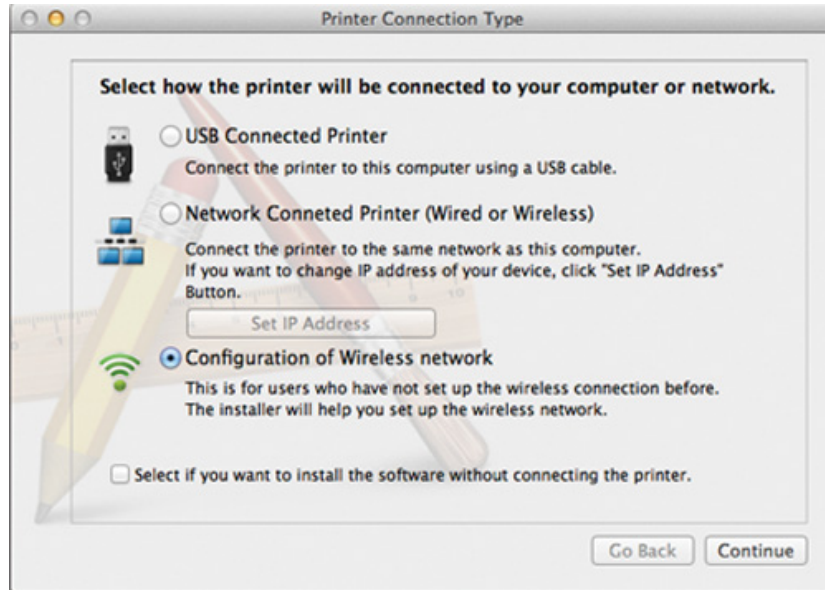 Printer Connection Type
Select how the printer will be connected to your computer or network.
USB Connected Printer
Connect the printer to this computer using a USB cable.
Network Conneted Printer (Wired or Wireless)
Connect the printer to the same network as this computer.
If you want to change IP address of your device, click "Set IP Address"
Button.
Set IP Address
Configuration of Wireless network
This is for users who have not set up the wireless connection before.
The installer will help you set up the wireless network.
Select if you want to install the software without connecting the printer.
Go Back Continue